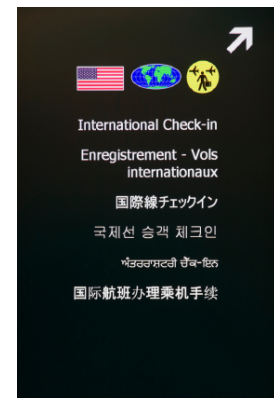 International Check-in
Enregistrement - Vols
internationaux
国際線チェックイン
국제선 승객 체크인
ਅੰਤਰਰਾਸ਼ਟਰੀ ਚੈੱਕ-ਇਨ
国际航班办理乘机手续